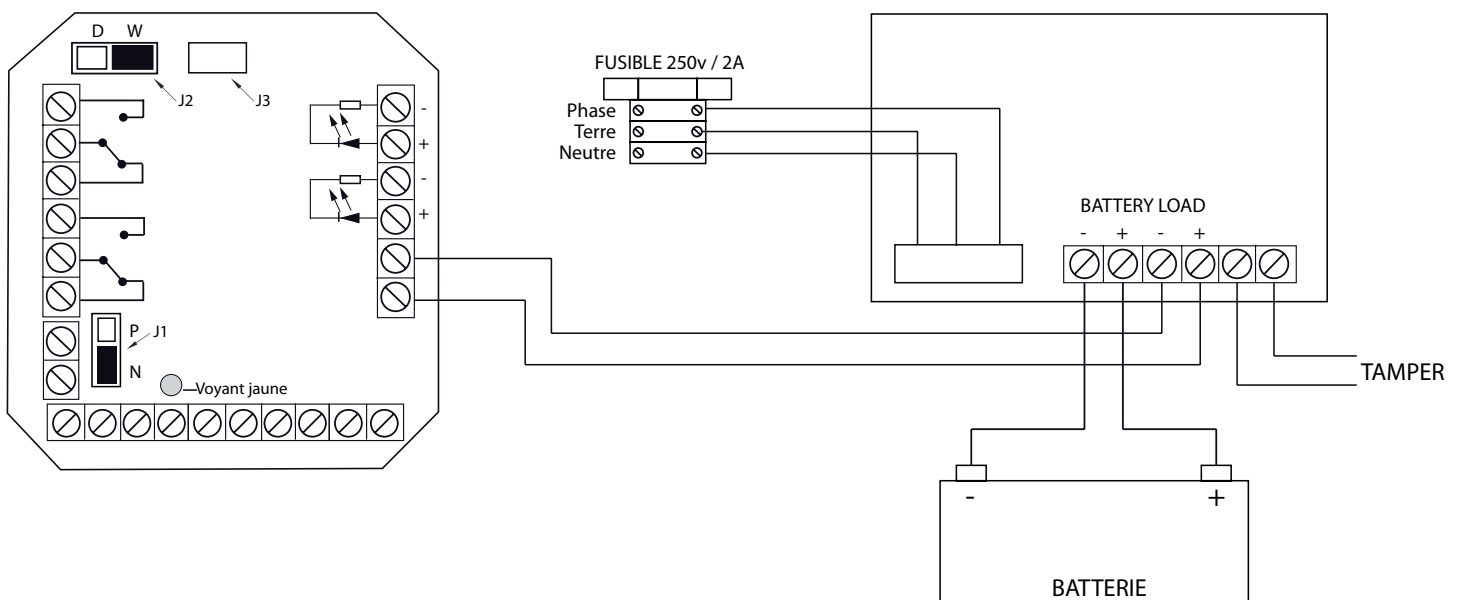 D W
J2
J3
-
+
-
+
P
J1
N
Voyant jaune
FUSIBLE 250v / 2A
Phase
Terre
Neutre
BATTERY LOAD
- + - +
TAMPER
- +
BATTERIE